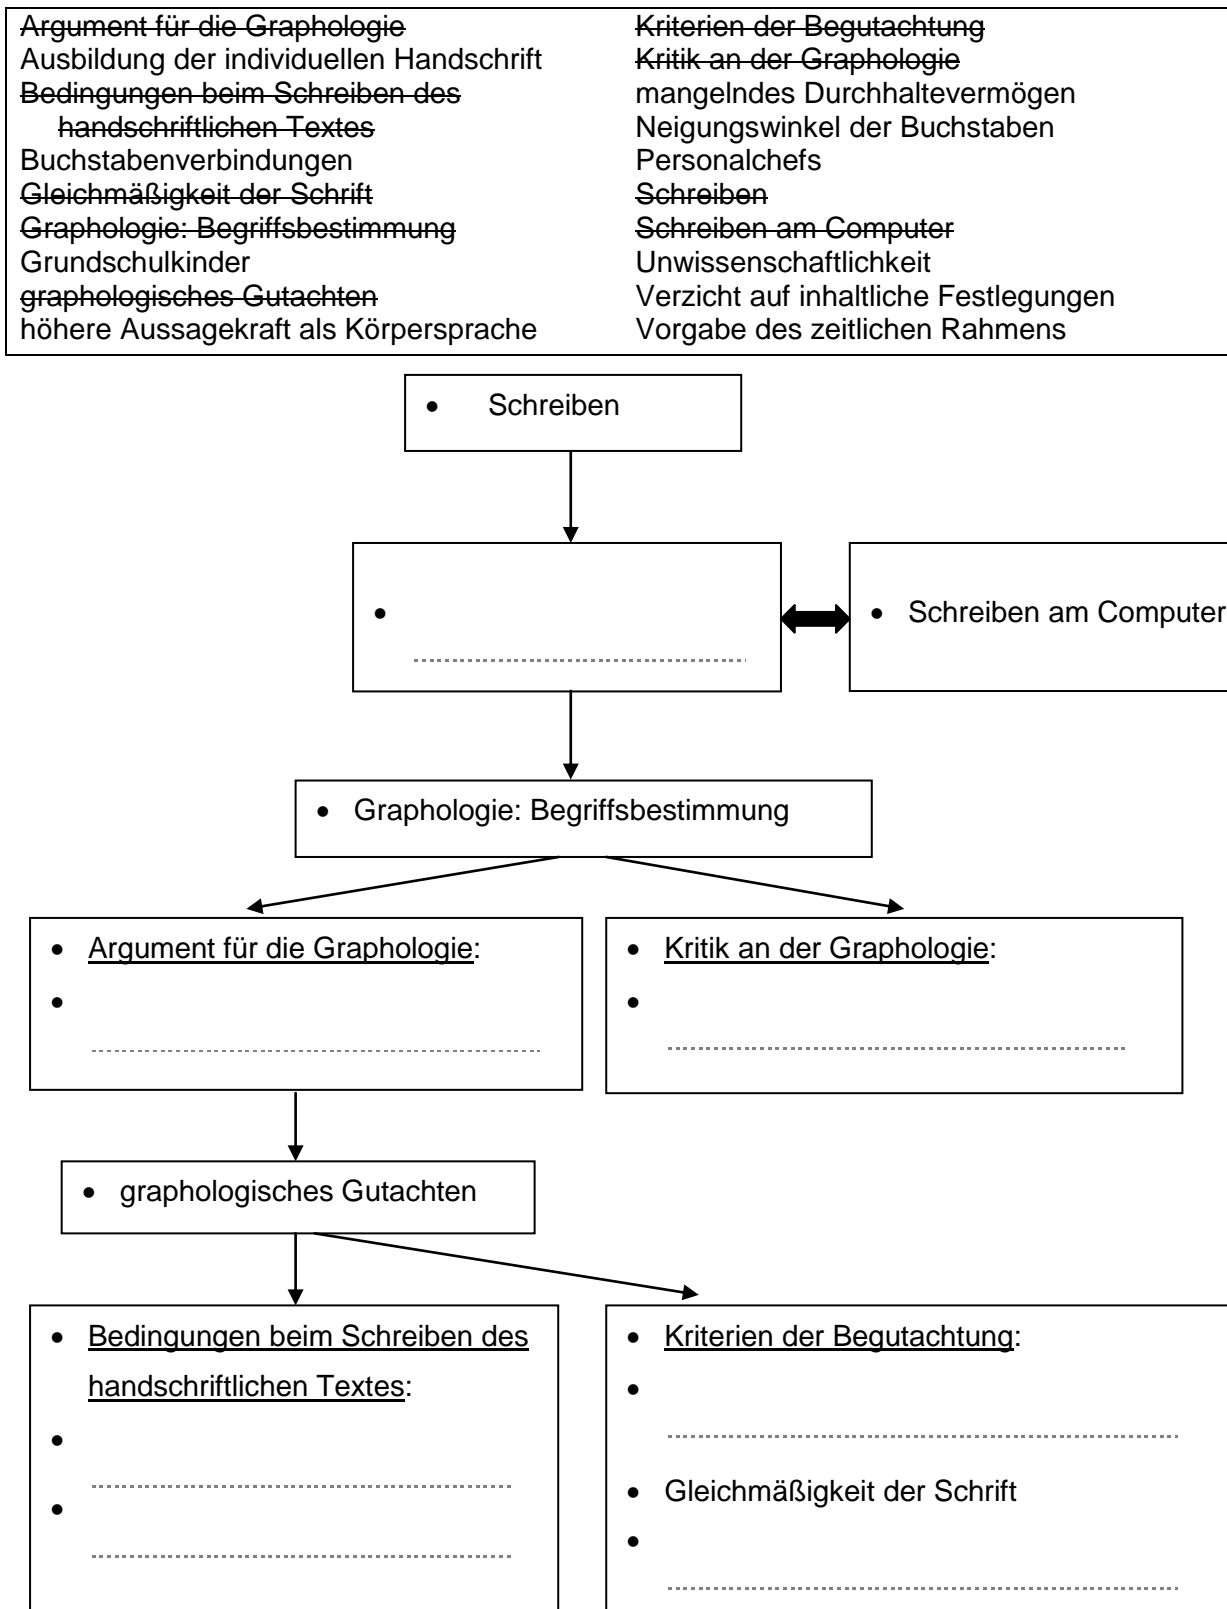 Argument für die Graphologie
Ausbildung der individuellen Handschrift
Bedingungen beim Schreiben des
handschriftlichen Textes
Buchstabenverbindungen
Gleichmäßigkeit der Schrift
Graphologie: Begriffsbestimmung
Grundschulkinder
graphologisches Gutachten
höhere Aussagekraft als Körpersprache
Kriterien der Begutachtung
Kritik an der Graphologie
mangelndes Durchhaltevermögen
Neigungswinkel der Buchstaben
Personalchefs
Schreiben
Schreiben am Computer
Unwissenschaftlichkeit
Verzicht auf inhaltliche Festlegungen
Vorgabe des zeitlichen Rahmens
• Schreiben
•
• Schreiben am Computer
• Graphologie: Begriffsbestimmung
• Argument für die Graphologie:
•
• Kritik an der Graphologie:
•
• graphologisches Gutachten
• Bedingungen beim Schreiben des
handschriftlichen Textes:
•
•
• Kriterien der Begutachtung:
•
• Gleichmäßigkeit der Schrift
•